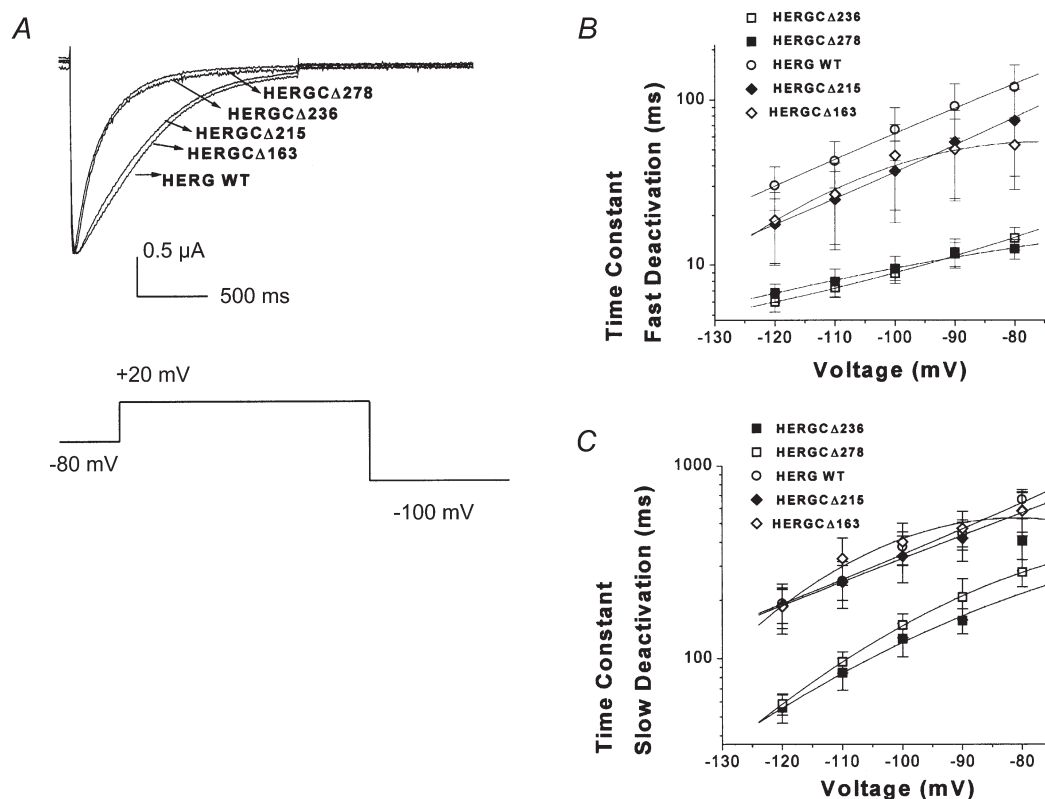 A
HERGCΔ278
HERGCΔ236
HERGCΔ215
HERGCΔ163
HERG WT
0.5 µA
500 ms
+20 mV
-80 mV
-100 mV
B
HERGCΔ236
HERGCΔ278
HERG WT
HERGCΔ215
HERGCΔ163
100
10
Time Constant
Fast Deactivation (ms)
-130 -120 -110 -100 -90 -80
Voltage (mV)
C
HERGCΔ236
HERGCΔ278
HERG WT
HERGCΔ215
HERGCΔ163
1000
100
Time Constant
Slow Deactivation (ms)
-130 -120 -110 -100 -90 -80
Voltage (mV)